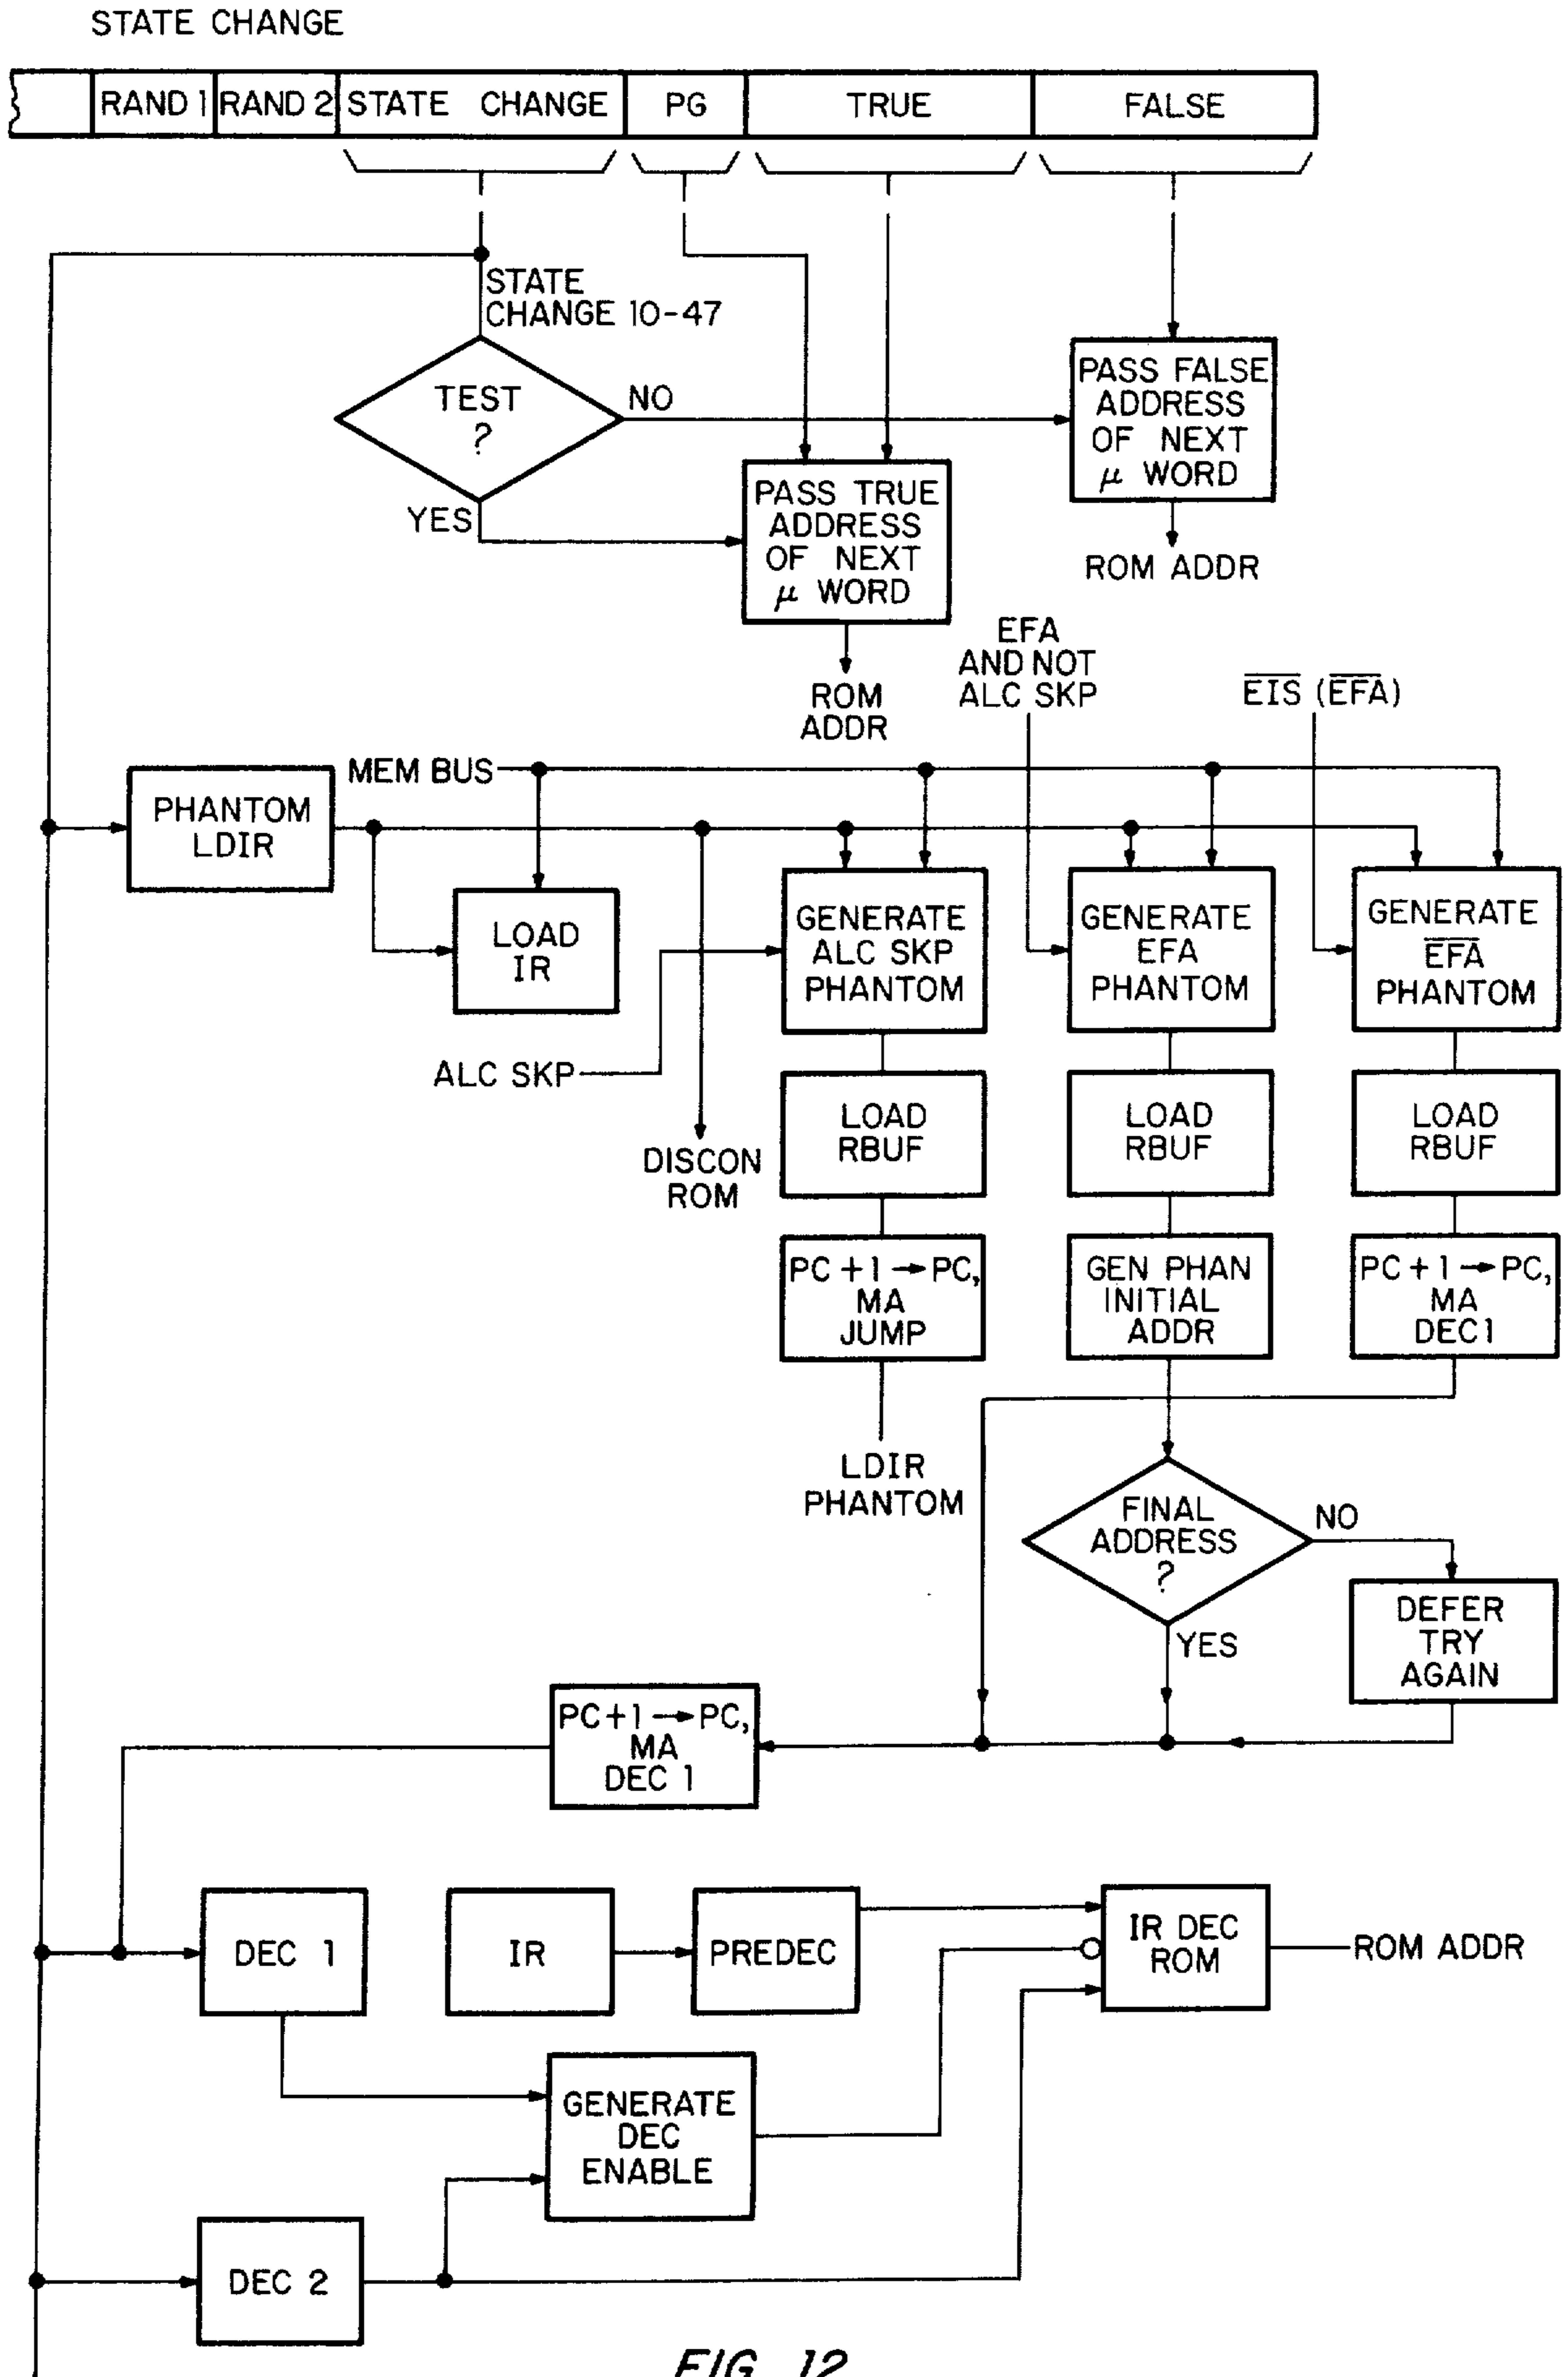 STATE CHANGE
RAND 1 RAND 2 STATE CHANGE PG TRUE FALSE
STATE
CHANGE 10-47
TEST
?
NO
YES
PASS FALSE
ADDRESS
OF NEXT
μ WORD
ROM ADDR
PASS TRUE
ADDRESS
OF NEXT
μ WORD
ROM
ADDR
EFA
AND NOT
ALC SKP
E̅I̅S̅ (E̅F̅A̅)
MEM BUS
PHANTOM
LDIR
LOAD
IR
GENERATE
ALC SKP
PHANTOM
GENERATE
EFA
PHANTOM
GENERATE
E̅F̅A̅
PHANTOM
ALC SKP
DISCON
ROM
LOAD
RBUF
LOAD
RBUF
LOAD
RBUF
PC +1 → PC,
MA
JUMP
GEN PHAN
INITIAL
ADDR
PC +1 → PC,
MA
DEC1
LDIR
PHANTOM
FINAL
ADDRESS
?
NO
YES
DEFER
TRY
AGAIN
PC+1 → PC,
MA
DEC 1
DEC 1
IR
PREDEC
IR DEC
ROM
ROM ADDR
GENERATE
DEC
ENABLE
DEC 2
FIG. 12